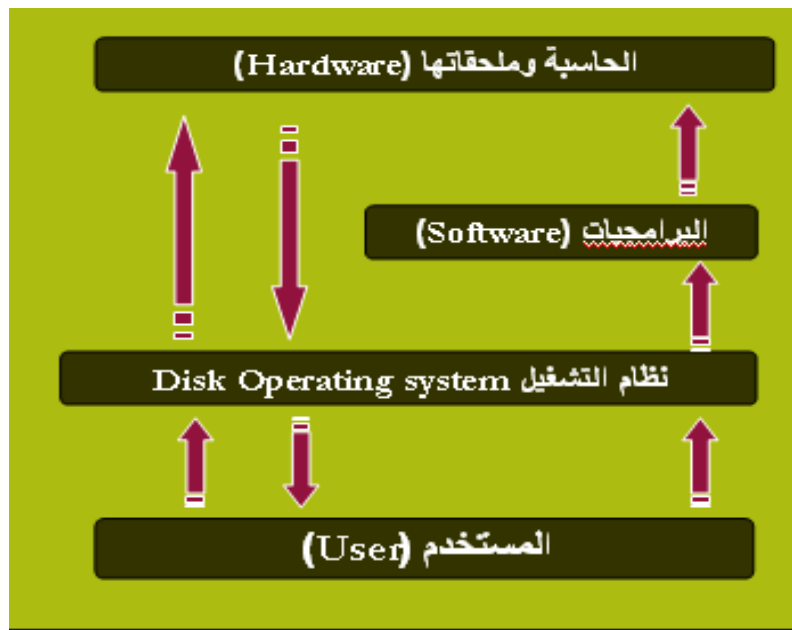 الحاسبة وملحقاتها (Hardware)
البرامجيات (Software)
نظام التشغيل Disk Operating system
المستخدم (User)